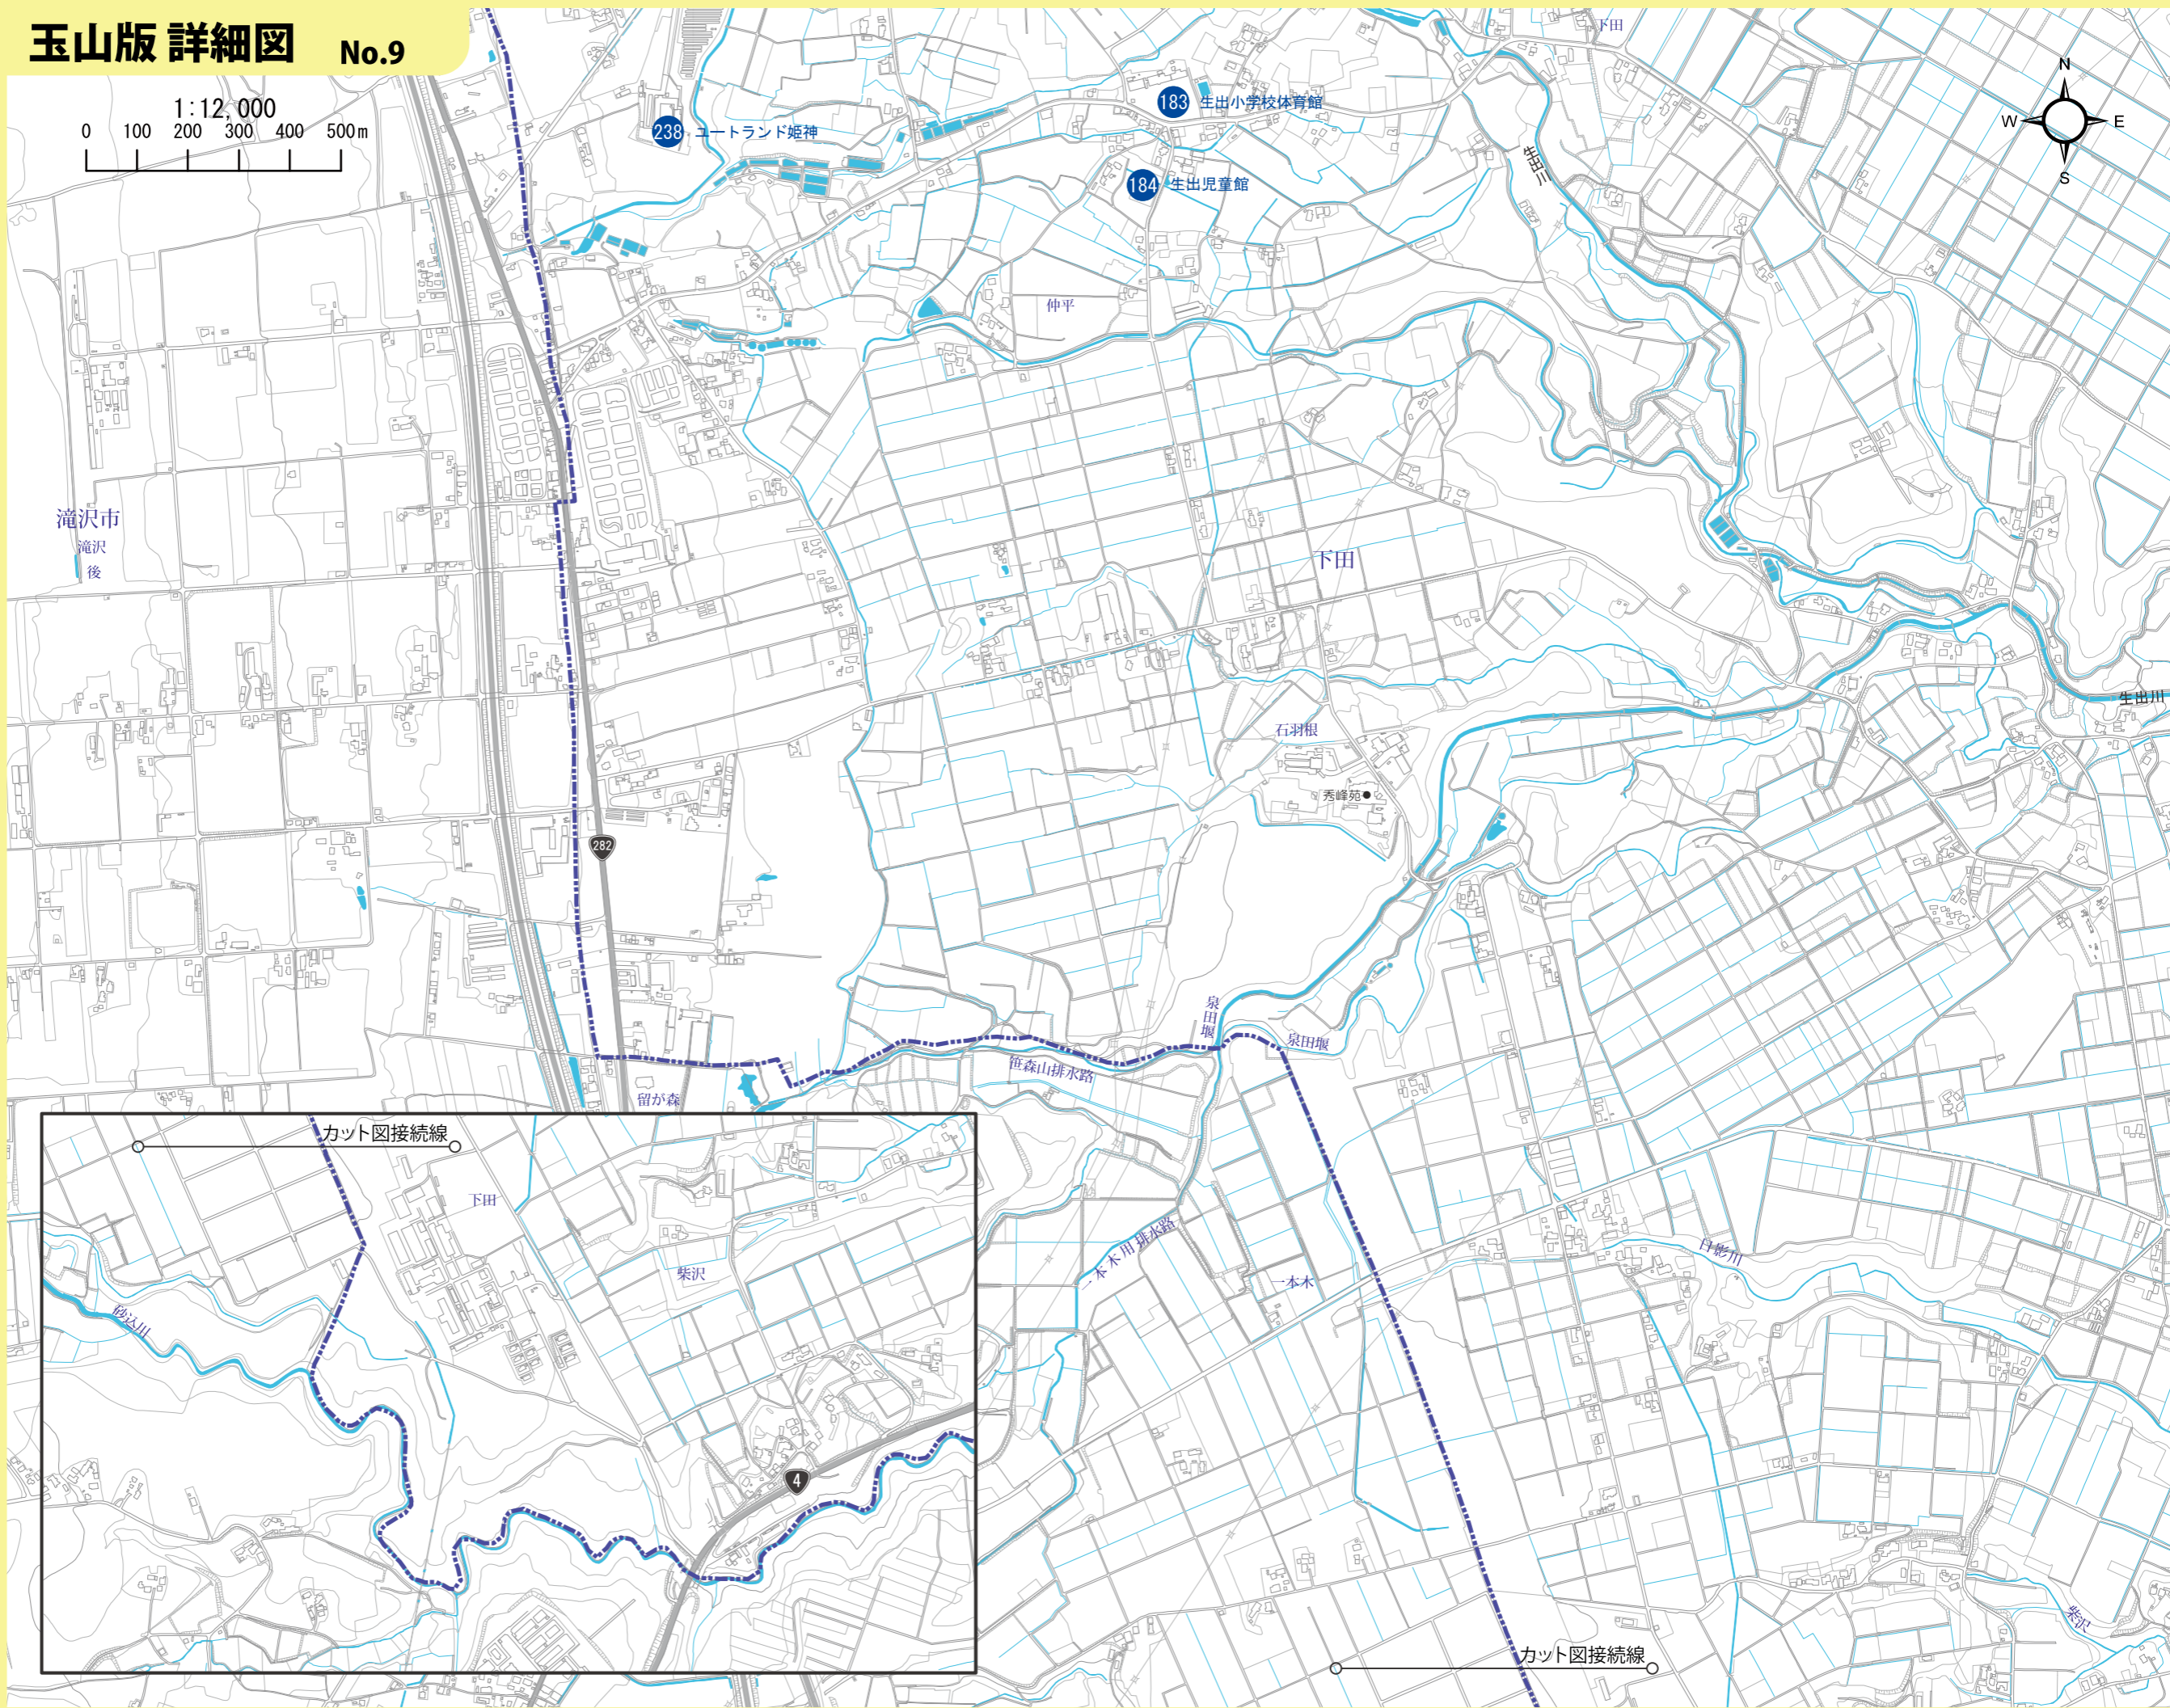 玉山版 詳細図 No.9
1:12,000
0 100 200 300 400 500m
N
W E
S
下田
183 生出小学校体育館
238 ユートランド姫神
184 生出児童館
生出川
仲平
滝沢市
滝沢
後
下田
生出川
石羽根
秀峰苑
282
泉田堰
泉田堰
笹森山排水路
留が森
カット図接続線
下田
柴沢
砂込川
4
一本木用排水路
一本木
日影川
柴沢
カット図接続線